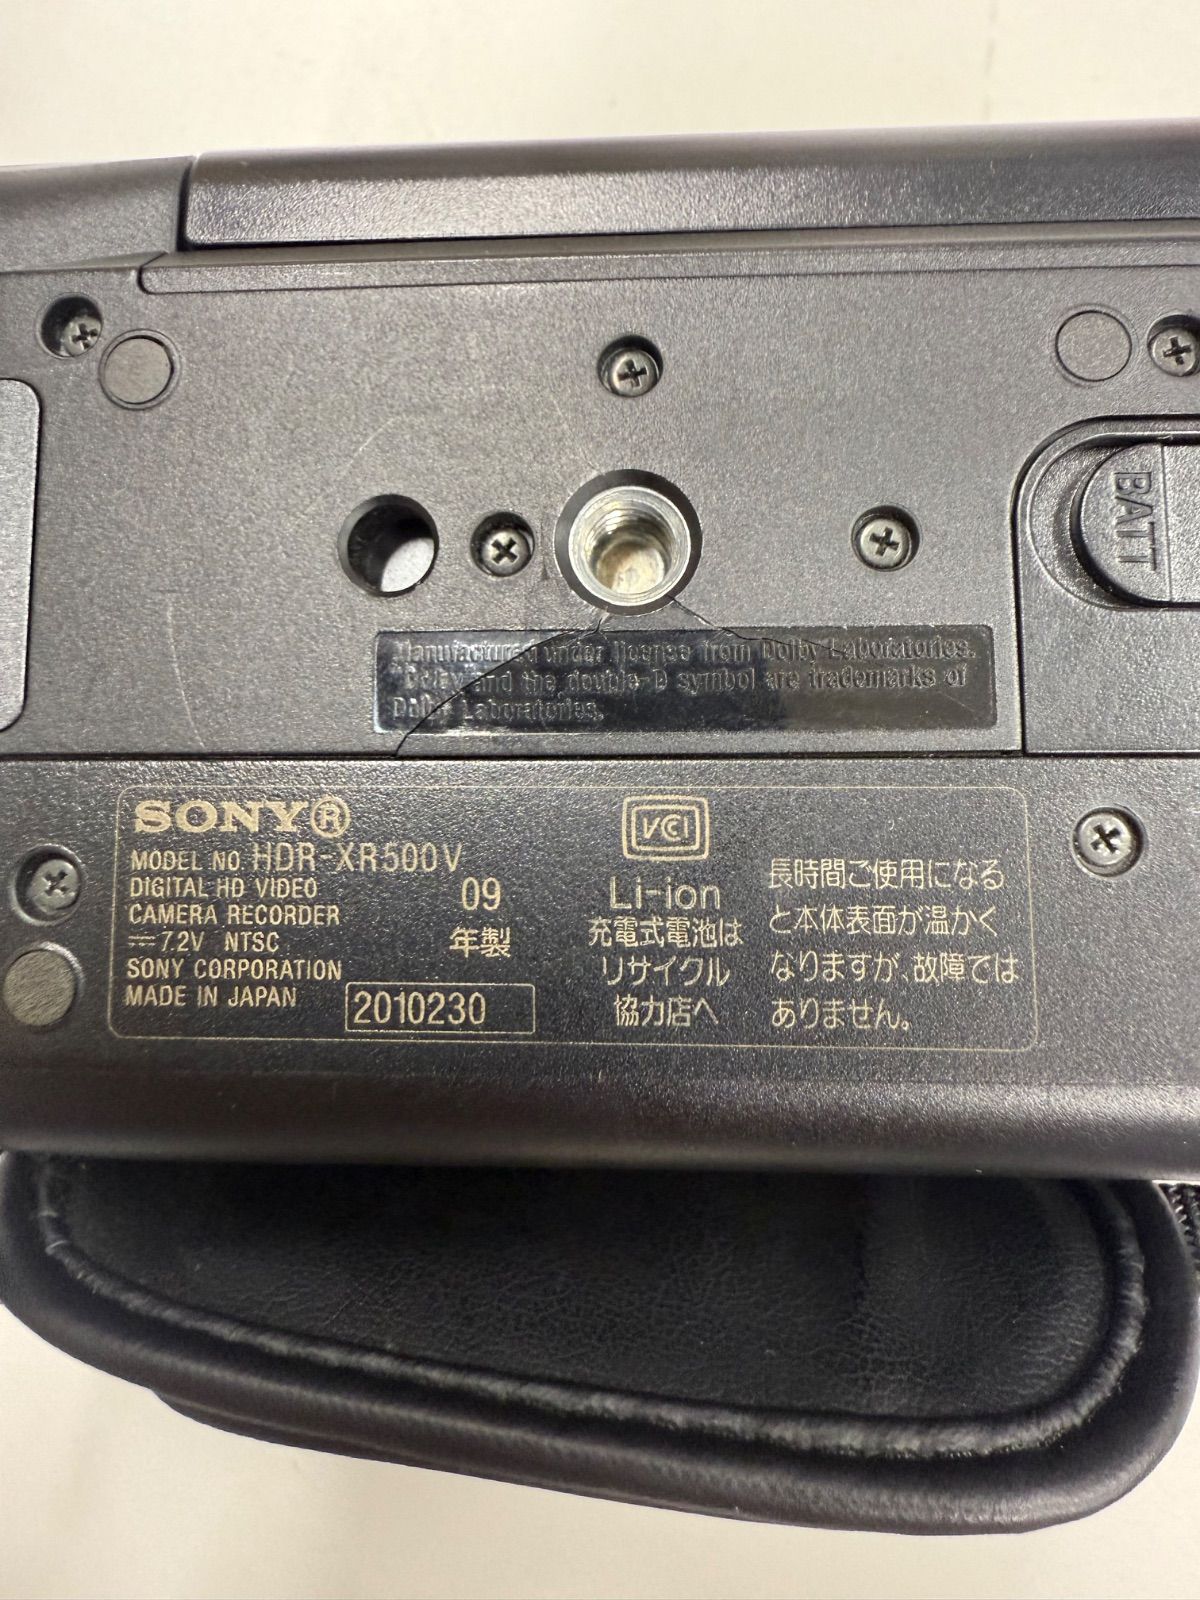 BATT
Manufactured under license from Dolby Laboratories.
"Dolby" and the double-D symbol are trademarks of
Dolby Laboratories.
SONY®
MODEL NO. HDR-XR500V
DIGITAL HD VIDEO
CAMERA RECORDER
⎓7.2V NTSC
SONY CORPORATION
MADE IN JAPAN
09
年製
2010230
VCI
Li-ion
充電式電池は
リサイクル
協力店へ
長時間ご使用になる
と本体表面が温かく
なりますが、故障では
ありません。